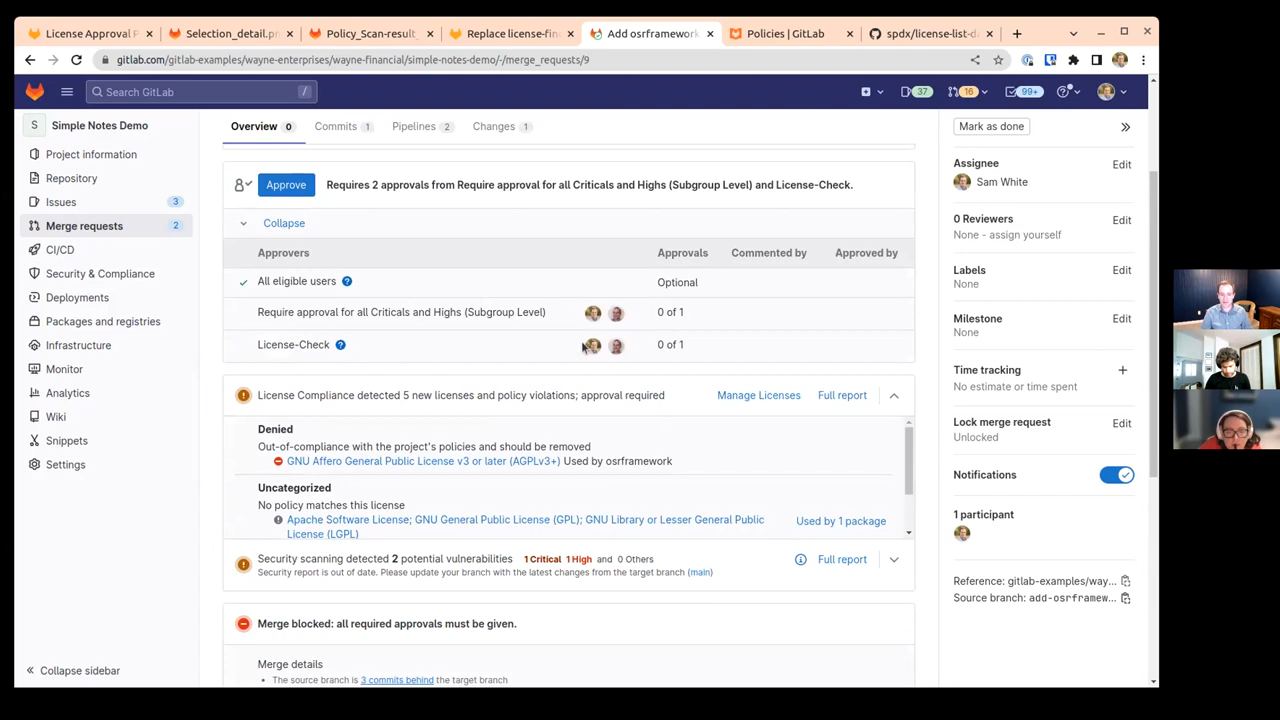 License Approval P
Selection_detail.pn
Policy_Scan-result_
Replace license-fin
Add osrframework
Policies | GitLab
spdx/license-list-da
gitlab.com/gitlab-examples/wayne-enterprises/wayne-financial/simple-notes-demo/-/merge_requests/9
Search GitLab
/
37
16
99+
S
Simple Notes Demo
Project information
Repository
Issues
3
Merge requests
2
CI/CD
Security & Compliance
Deployments
Packages and registries
Infrastructure
Monitor
Analytics
Wiki
Snippets
Settings
Collapse sidebar
Overview 0
Commits 1
Pipelines 2
Changes 1
Approve
Requires 2 approvals from Require approval for all Criticals and Highs (Subgroup Level) and License-Check.
Collapse
Approvers
Approvals
Commented by
Approved by
All eligible users
Optional
Require approval for all Criticals and Highs (Subgroup Level)
0 of 1
License-Check
0 of 1
License Compliance detected 5 new licenses and policy violations; approval required
Manage Licenses
Full report
Denied
Out-of-compliance with the project's policies and should be removed
GNU Affero General Public License v3 or later (AGPLv3+) Used by osrframework
Uncategorized
No policy matches this license
Apache Software License; GNU General Public License (GPL); GNU Library or Lesser General Public
License (LGPL)
Used by 1 package
Security scanning detected 2 potential vulnerabilities 1 Critical 1 High and 0 Others
Security report is out of date. Please update your branch with the latest changes from the target branch (main)
Full report
Merge blocked: all required approvals must be given.
Merge details
The source branch is 3 commits behind the target branch
Mark as done
Assignee
Edit
Sam White
0 Reviewers
Edit
None - assign yourself
Labels
Edit
None
Milestone
Edit
None
Time tracking
No estimate or time spent
Lock merge request
Edit
Unlocked
Notifications
1 participant
Reference: gitlab-examples/way...
Source branch: add-osrframew...